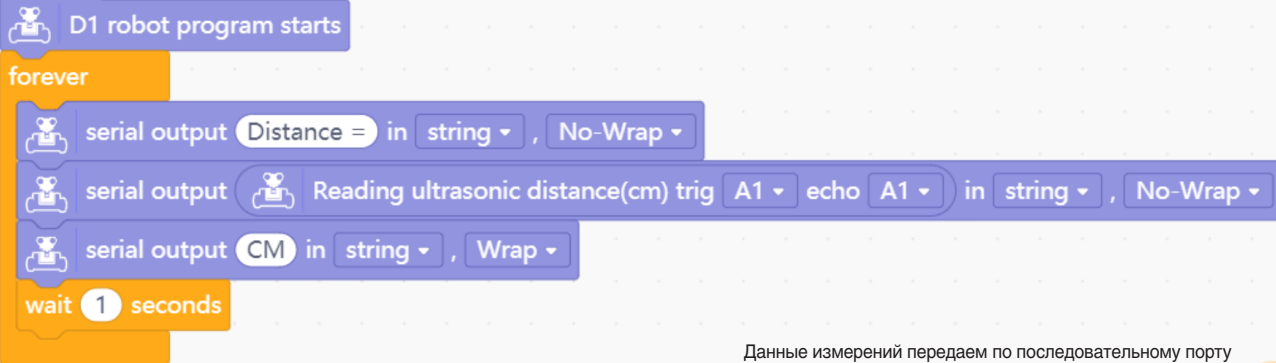 D1 robot program starts
forever
serial output Distance = in string , No-Wrap
serial output Reading ultrasonic distance(cm) trig A1 echo A1 in string , No-Wrap
serial output CM in string , Wrap
wait 1 seconds
Данные измерений передаем по последовательному порту